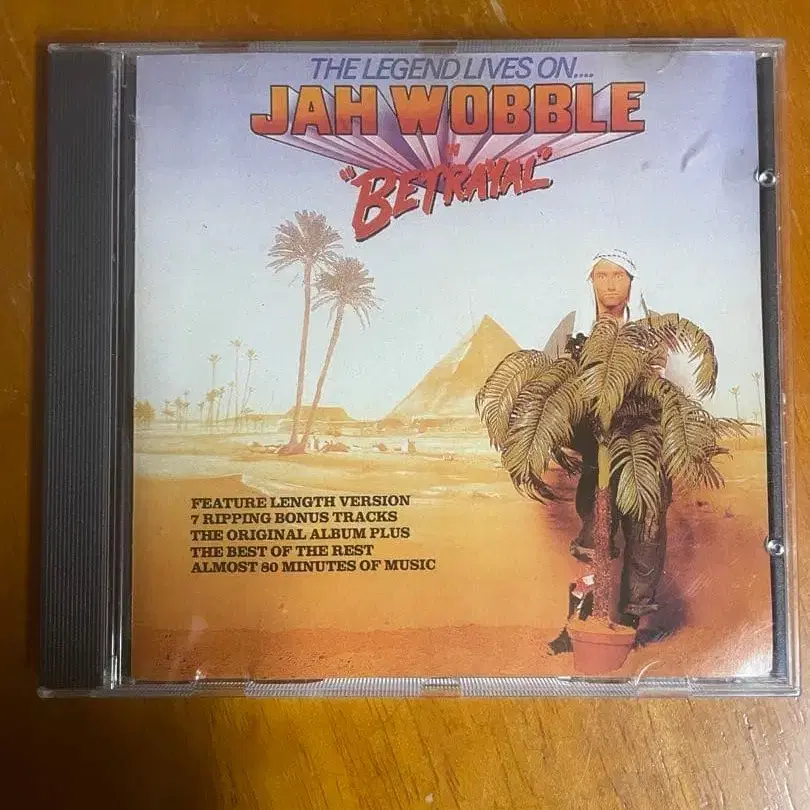 THE LEGEND LIVES ON....
JAH WOBBLE
IN
"BETRAYAL"
FEATURE LENGTH VERSION
7 RIPPING BONUS TRACKS
THE ORIGINAL ALBUM PLUS
THE BEST OF THE REST
ALMOST 80 MINUTES OF MUSIC